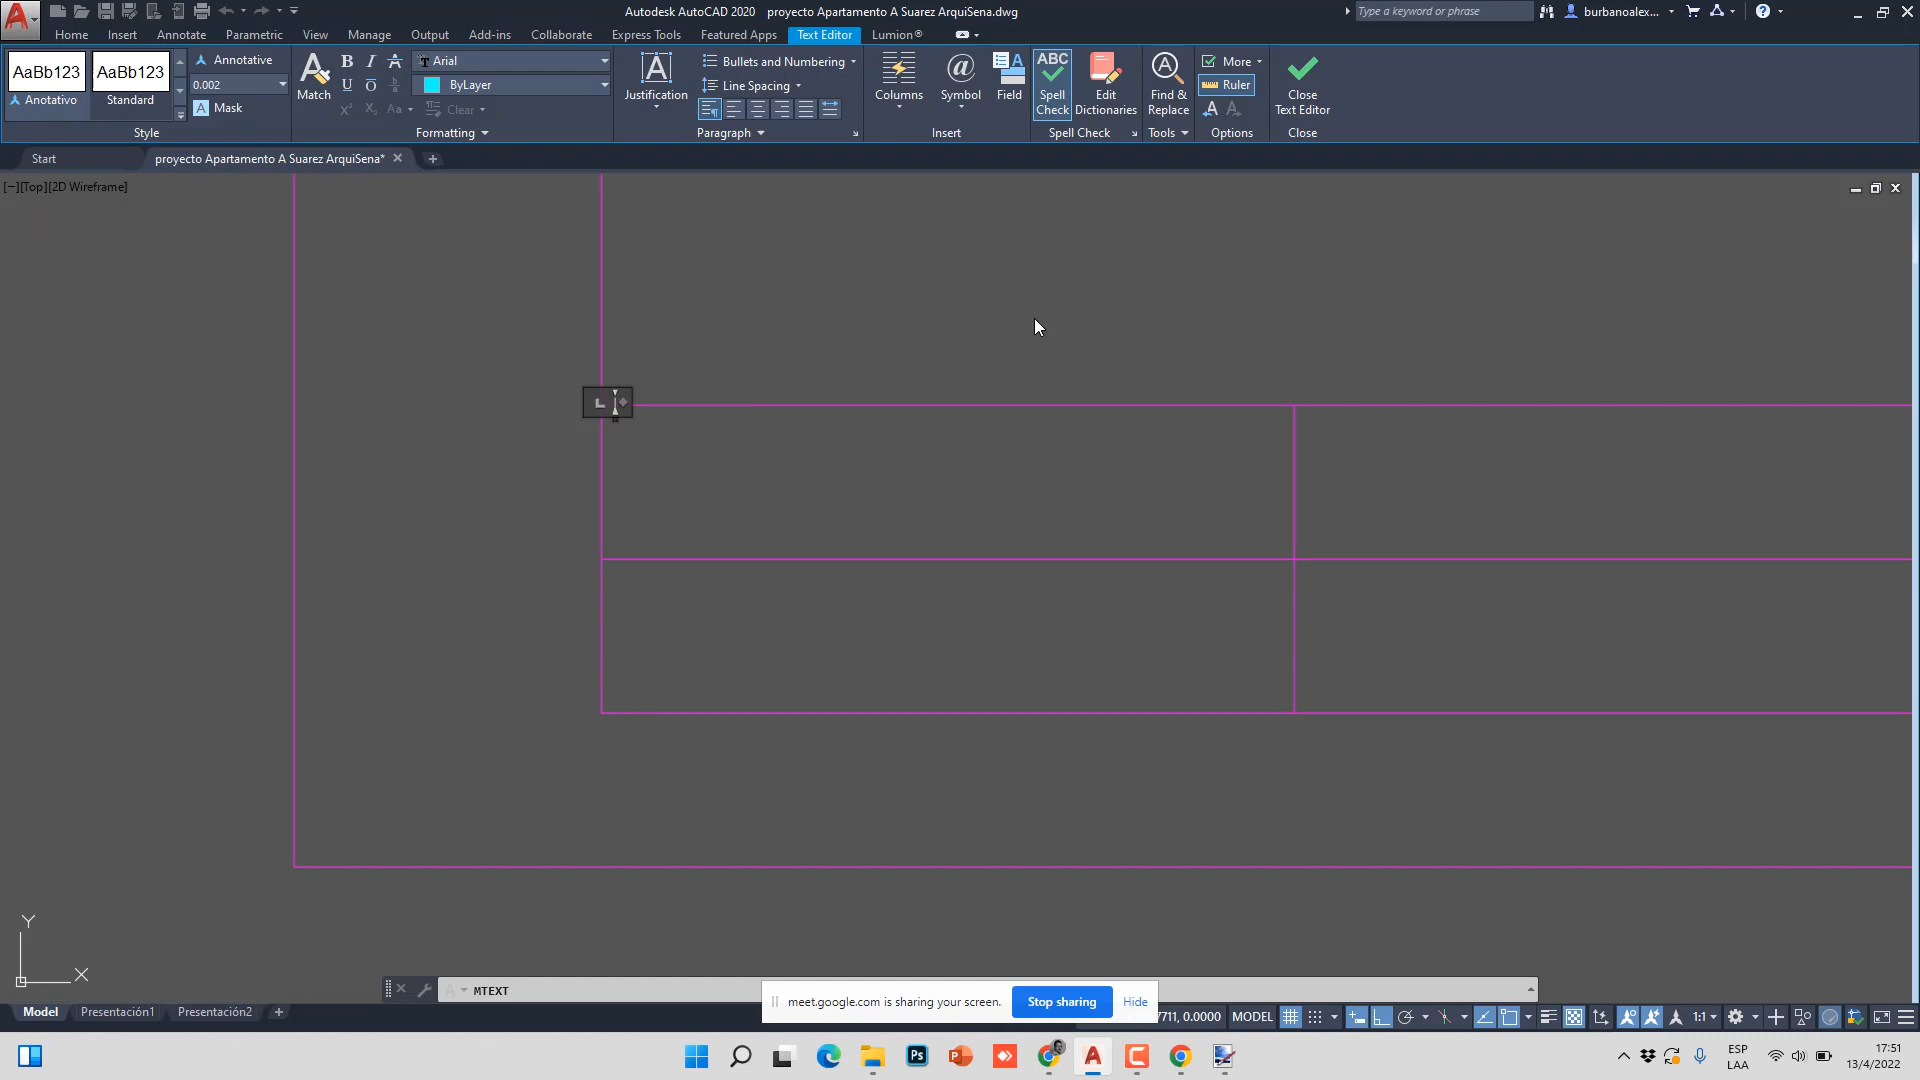 Autodesk AutoCAD 2020 proyecto Apartamento A Suarez ArquiSena.dwg
Type a keyword or phrase
burbanoalex...
Home Insert Annotate Parametric View Manage Output Add-ins Collaborate Express Tools Featured Apps Text Editor Lumion®
AaBb123 AaBb123
Anotativo Standard
Annotative
0.002
Mask
Style
Match
Arial
ByLayer
Clear
Formatting
Justification
Bullets and Numbering
Line Spacing
Paragraph
Columns
Symbol
Field
Insert
ABC
Spell Check
Edit Dictionaries
Spell Check
Find & Replace
Tools
More
Ruler
Options
Close Text Editor
Close
Start proyecto Apartamento A Suarez ArquiSena*
[−][Top][2D Wireframe]
Y
X
MTEXT
meet.google.com is sharing your screen. Stop sharing Hide
Model Presentación1 Presentación2
7711, 0.0000 MODEL
1:1
ESP
LAA
17:51
13/4/2022